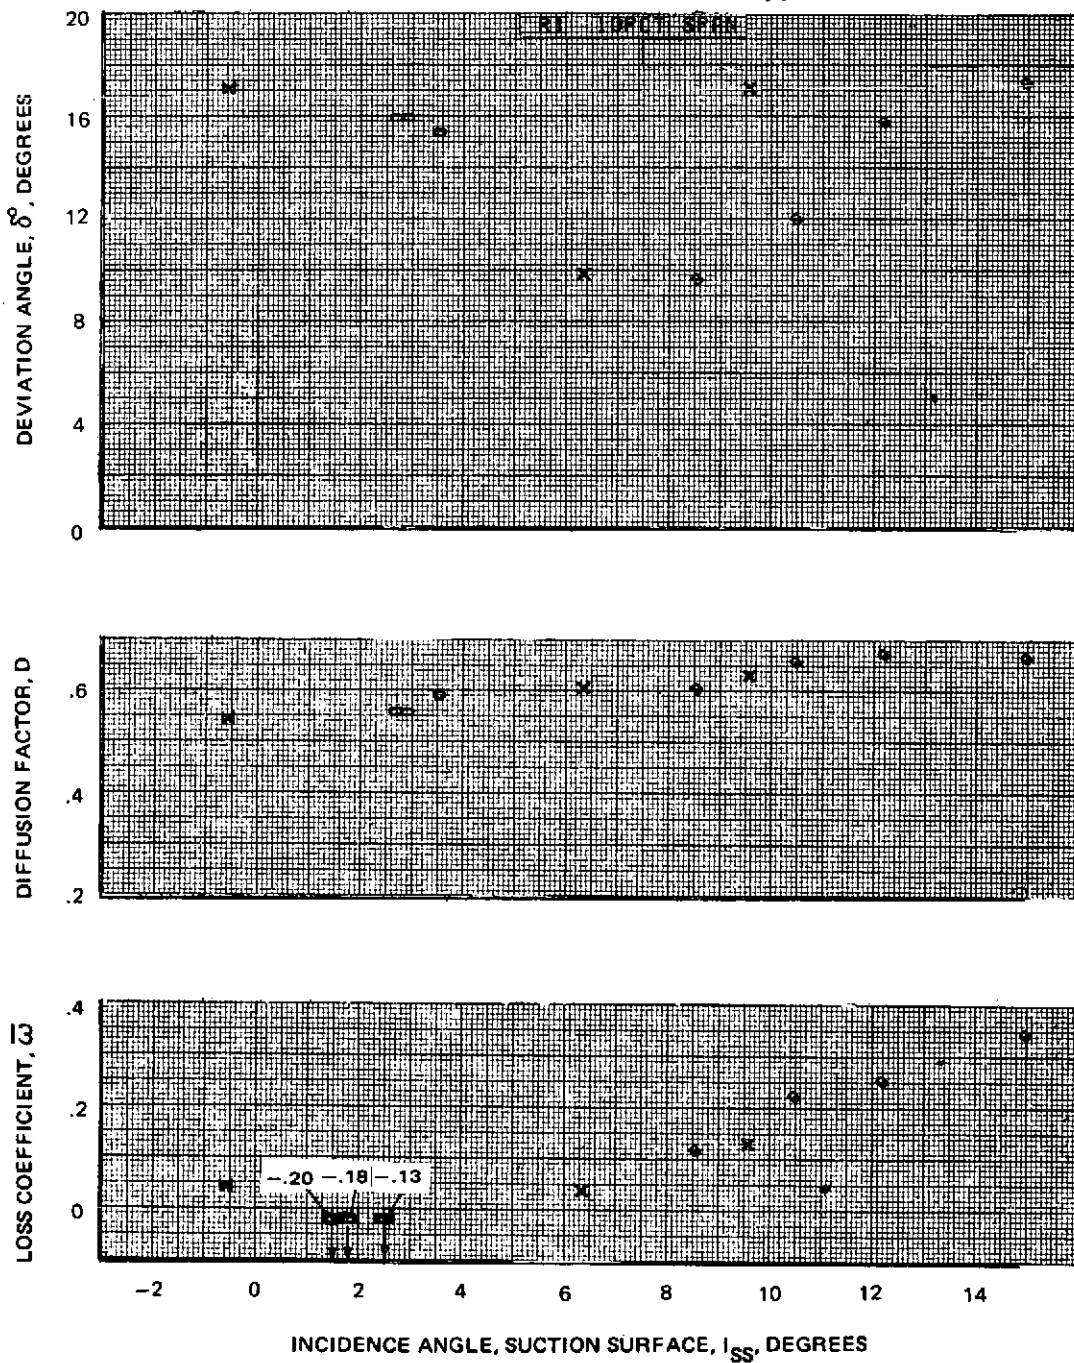 R1 10PCT SPAN
20
16
12
8
4
0
DEVIATION ANGLE, δ°, DEGREES
.6
.4
.2
DIFFUSION FACTOR, D
.4
.2
0
LOSS COEFFICIENT, ω̅
−.20 −.18 −.13
−2 0 2 4 6 8 10 12 14
INCIDENCE ANGLE, SUCTION SURFACE, ISS, DEGREES